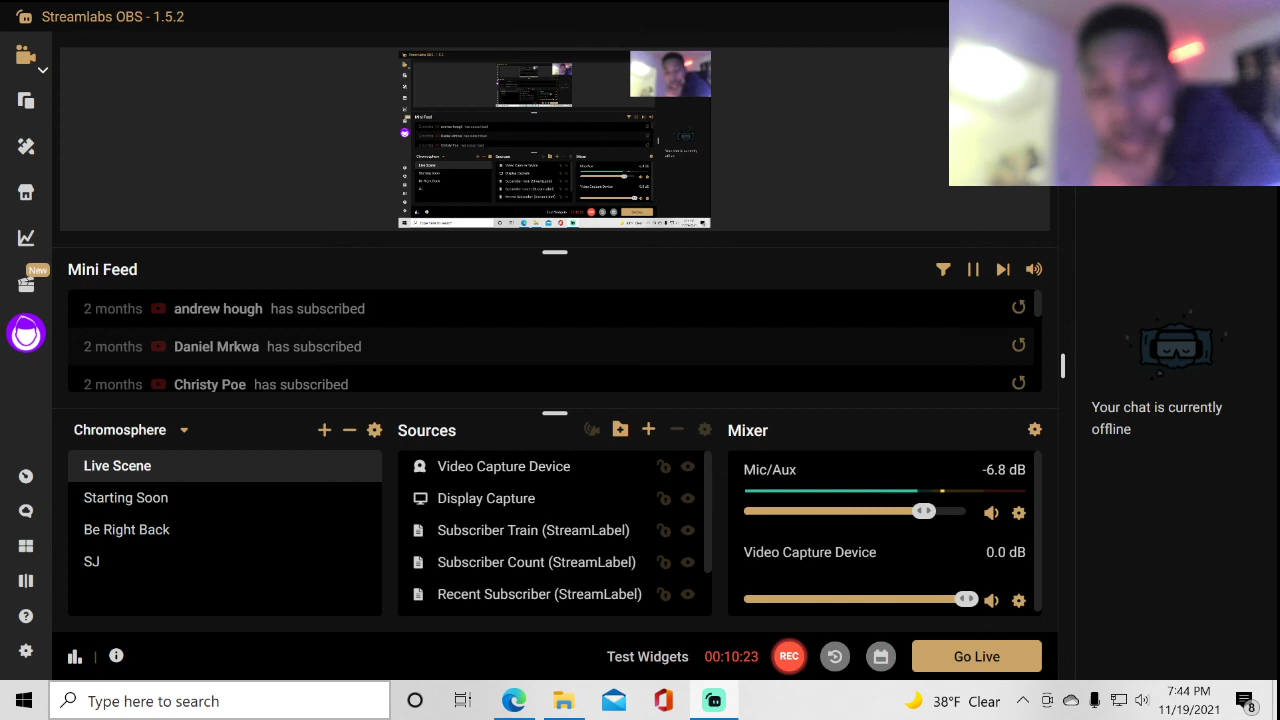 Streamlabs OBS - 1.5.2
New
Mini Feed
2 months andrew hough has subscribed
2 months Daniel Mrkwa has subscribed
2 months Christy Poe has subscribed
Your chat is currently
offline
Chromosphere
Live Scene
Starting Soon
Be Right Back
SJ
Sources
Video Capture Device
Display Capture
Subscriber Train (StreamLabel)
Subscriber Count (StreamLabel)
Recent Subscriber (StreamLabel)
Mixer
Mic/Aux -6.8 dB
Video Capture Device 0.0 dB
Test Widgets 00:10:23 REC Go Live
Type here to search
38°F Clear
7:44 PM
11/19/2021
8